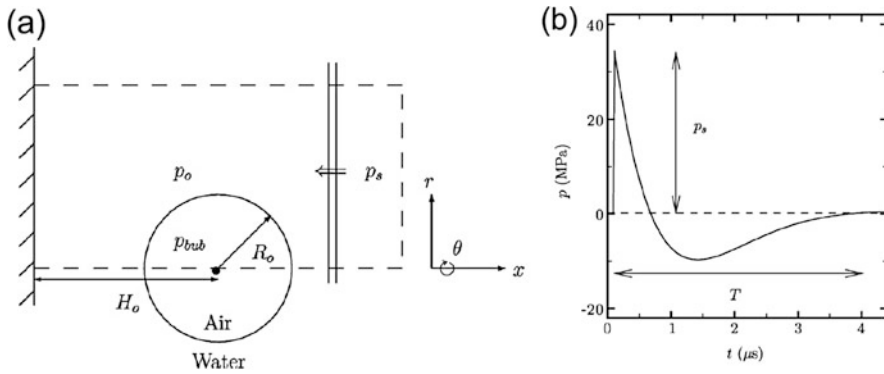 (a)
p_o
p_s
p_bub
R_o
H_o
Air
Water
r
θ
x
(b)
40
20
0
-20
p (MPa)
p_s
T
0
1
2
3
4
t (μs)